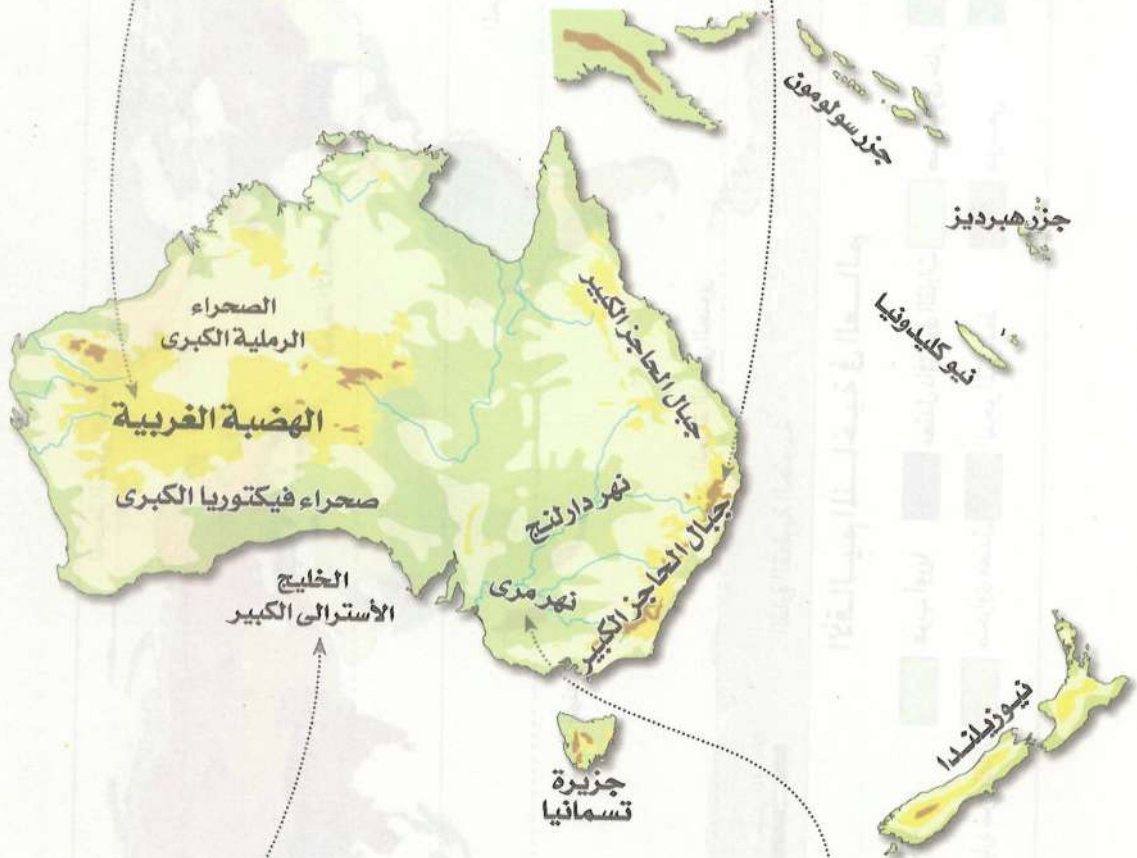 جزر سولومون
جزر هبرديز
نيو كليدونيا
جبال الحاجز الكبير
الصحراء
الرملية الكبرى
الهضبة الغربية
صحراء فيكتوريا الكبرى
نهر دارلنج
جبال الحاجز الكبير
نهر مرى
الخليج
الأسترالى الكبير
نيوزيلندا
جزيرة
تسمانيا